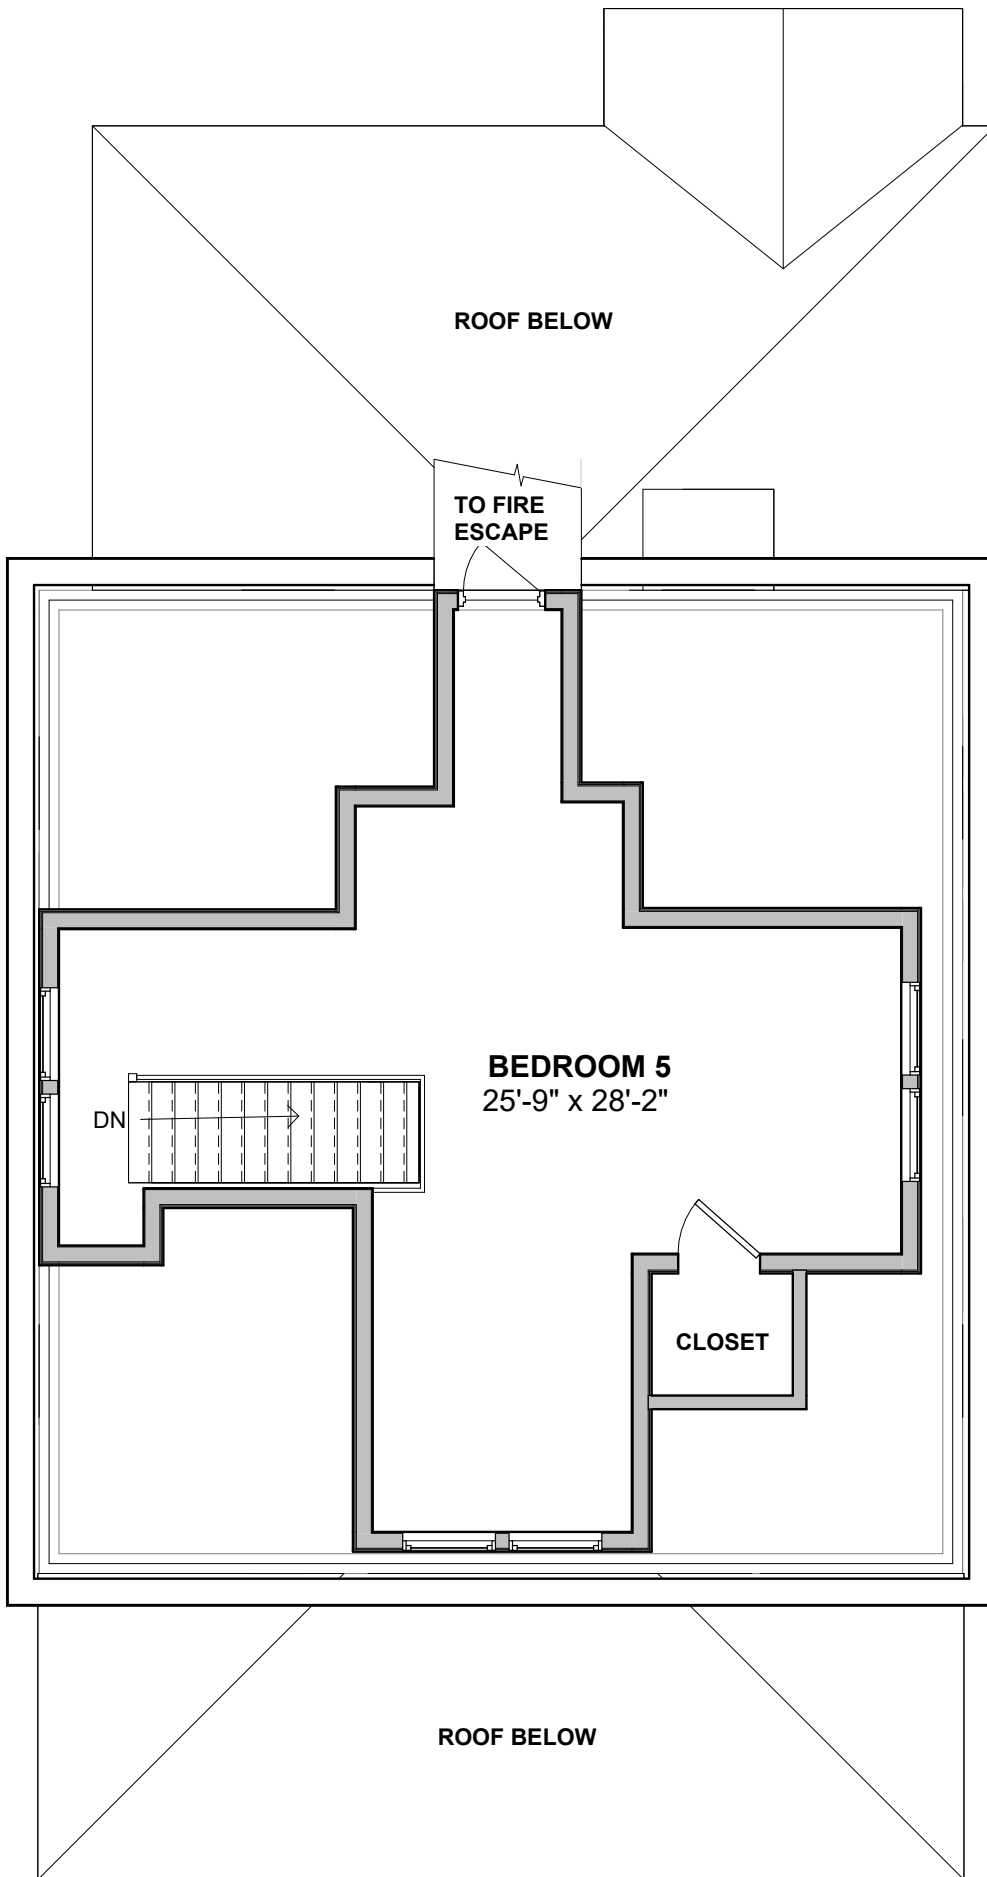 ROOF BELOW
TO FIRE
ESCAPE
BEDROOM 5
25'-9" x 28'-2"
DN
CLOSET
ROOF BELOW